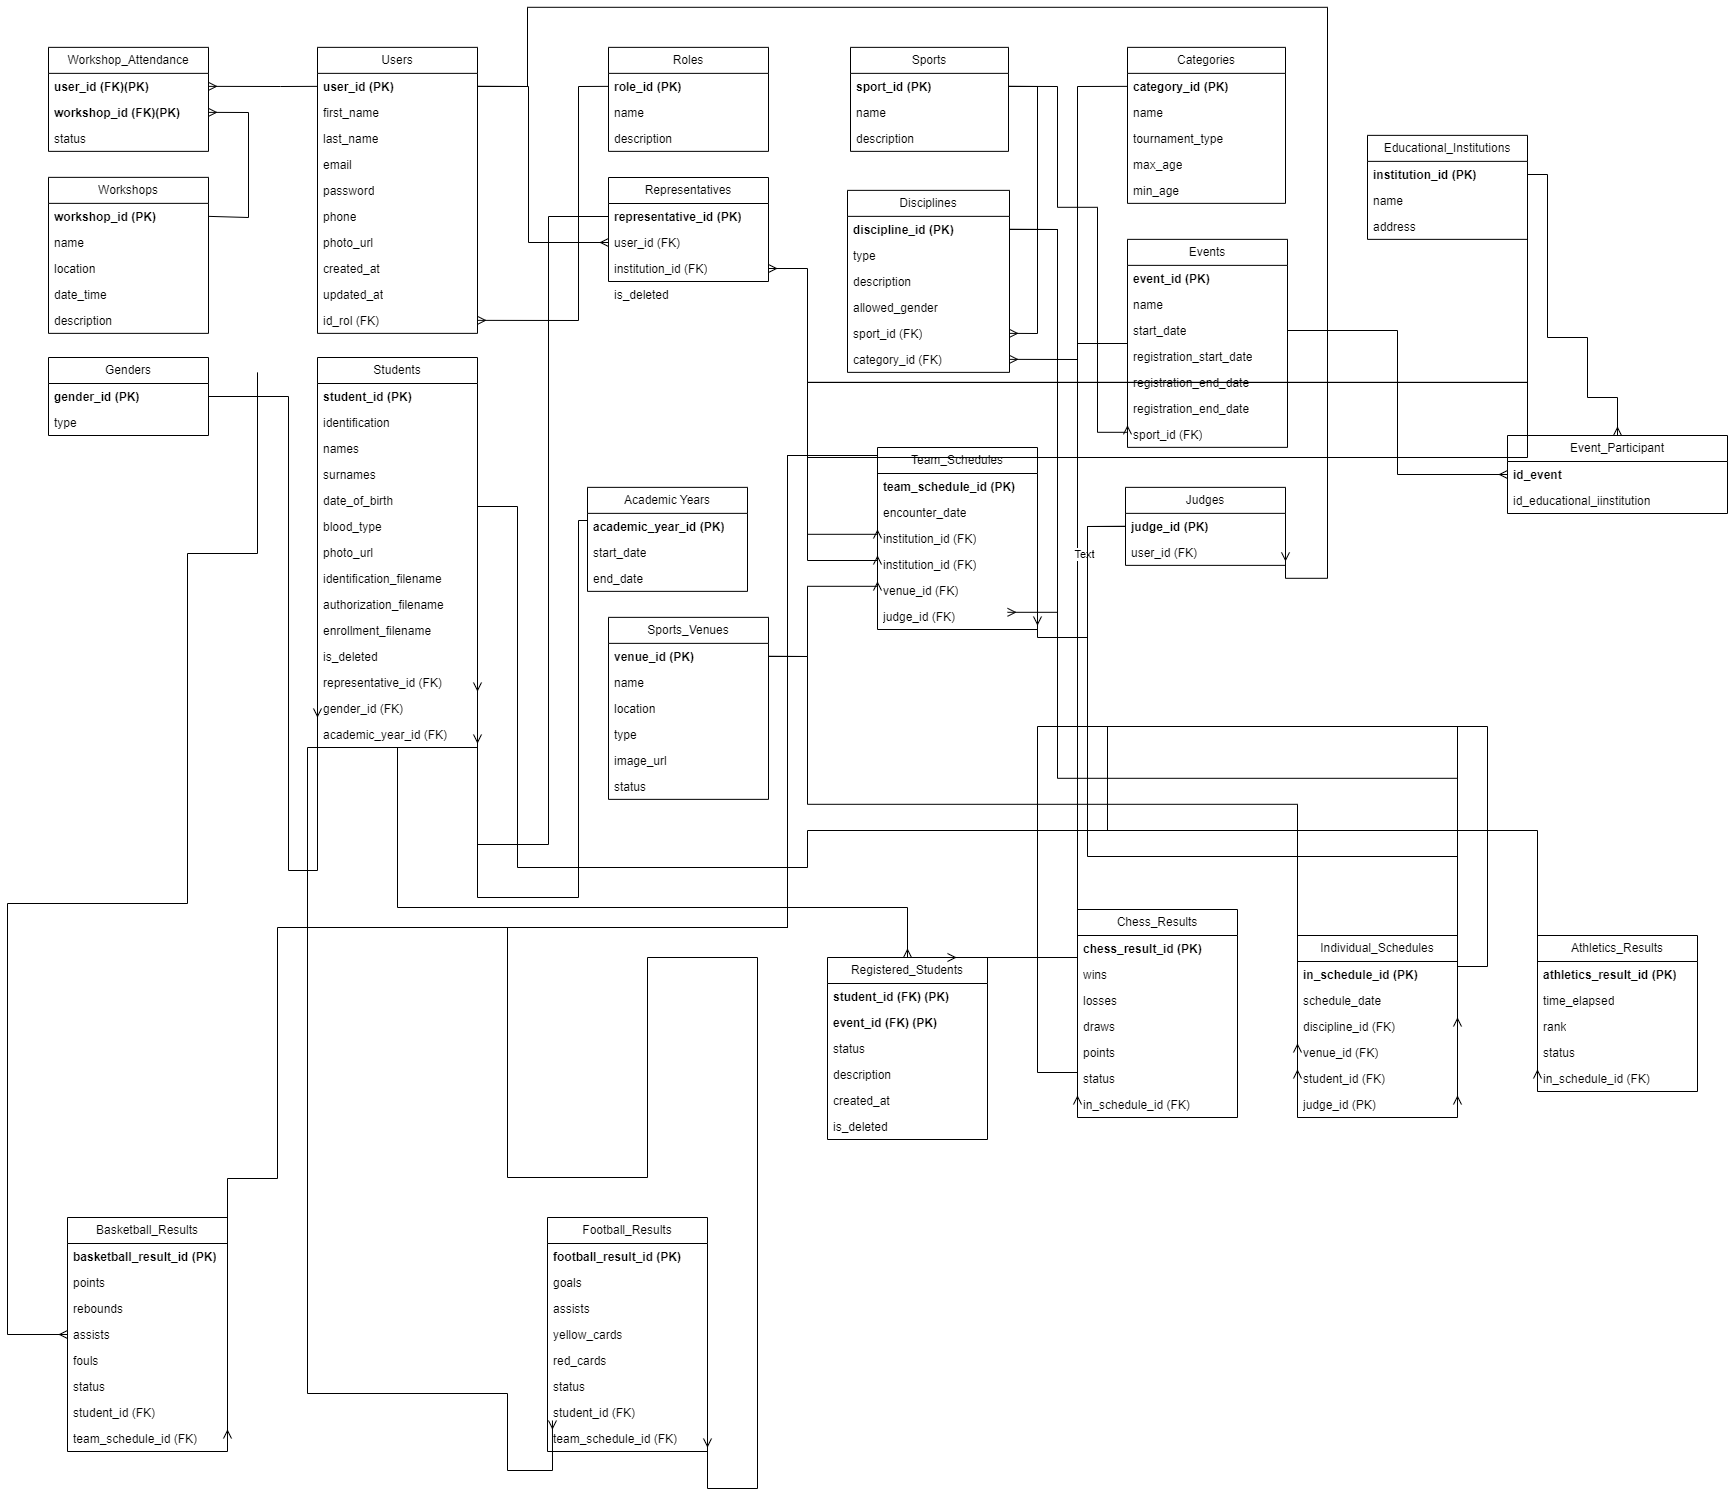 Workshop_Attendance
user_id (FK)(PK)
workshop_id (FK)(PK)
status
Users
user_id (PK)
first_name
last_name
email
password
phone
photo_url
created_at
updated_at
id_rol (FK)
Roles
role_id (PK)
name
description
Sports
sport_id (PK)
name
description
Categories
category_id (PK)
name
tournament_type
max_age
min_age
Educational_Institutions
institution_id (PK)
name
address
Workshops
workshop_id (PK)
name
location
date_time
description
Representatives
representative_id (PK)
user_id (FK)
institution_id (FK)
is_deleted
Disciplines
discipline_id (PK)
type
description
allowed_gender
sport_id (FK)
category_id (FK)
Events
event_id (PK)
name
start_date
registration_start_date
registration_end_date
registration_end_date
sport_id (FK)
Genders
gender_id (PK)
type
Students
student_id (PK)
identification
names
surnames
date_of_birth
blood_type
photo_url
identification_filename
authorization_filename
enrollment_filename
is_deleted
representative_id (FK)
gender_id (FK)
academic_year_id (FK)
Event_Participant
id_event
id_educational_iinstitution
Team_Schedules
team_schedule_id (PK)
encounter_date
institution_id (FK)
institution_id (FK)
venue_id (FK)
judge_id (FK)
Academic Years
academic_year_id (PK)
start_date
end_date
Judges
judge_id (PK)
user_id (FK)
Text
Sports_Venues
venue_id (PK)
name
location
type
image_url
status
Chess_Results
chess_result_id (PK)
wins
losses
draws
points
status
in_schedule_id (FK)
Individual_Schedules
in_schedule_id (PK)
schedule_date
discipline_id (FK)
venue_id (FK)
student_id (FK)
judge_id (PK)
Athletics_Results
athletics_result_id (PK)
time_elapsed
rank
status
in_schedule_id (FK)
Registered_Students
student_id (FK) (PK)
event_id (FK) (PK)
status
description
created_at
is_deleted
Basketball_Results
basketball_result_id (PK)
points
rebounds
assists
fouls
status
student_id (FK)
team_schedule_id (FK)
Football_Results
football_result_id (PK)
goals
assists
yellow_cards
red_cards
status
student_id (FK)
team_schedule_id (FK)